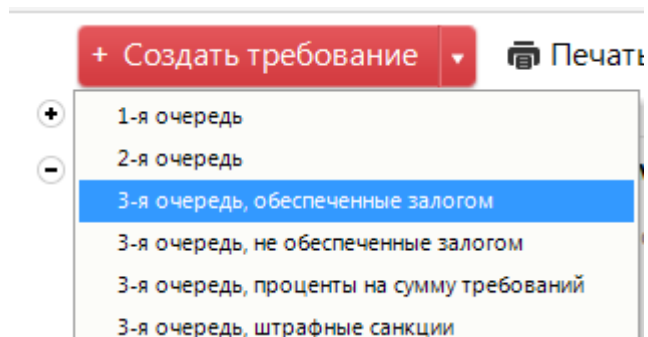 + Создать требование
Печать
1-я очередь
2-я очередь
3-я очередь, обеспеченные залогом
3-я очередь, не обеспеченные залогом
3-я очередь, проценты на сумму требований
3-я очередь, штрафные санкции